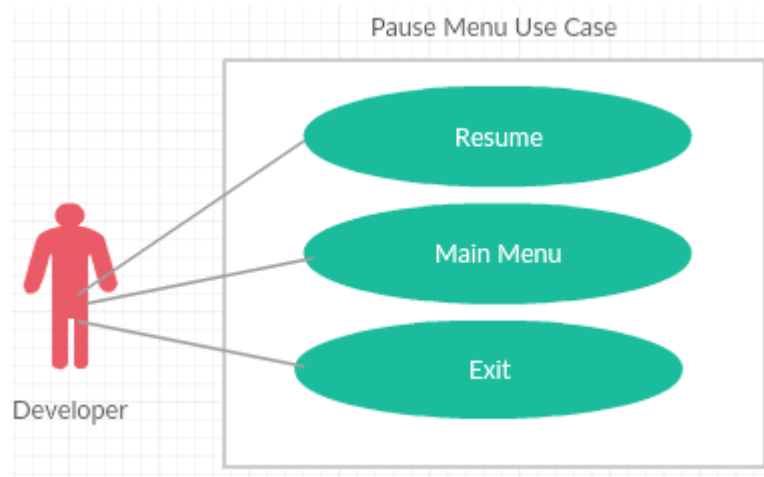 Pause Menu Use Case
Resume
Main Menu
Exit
Developer